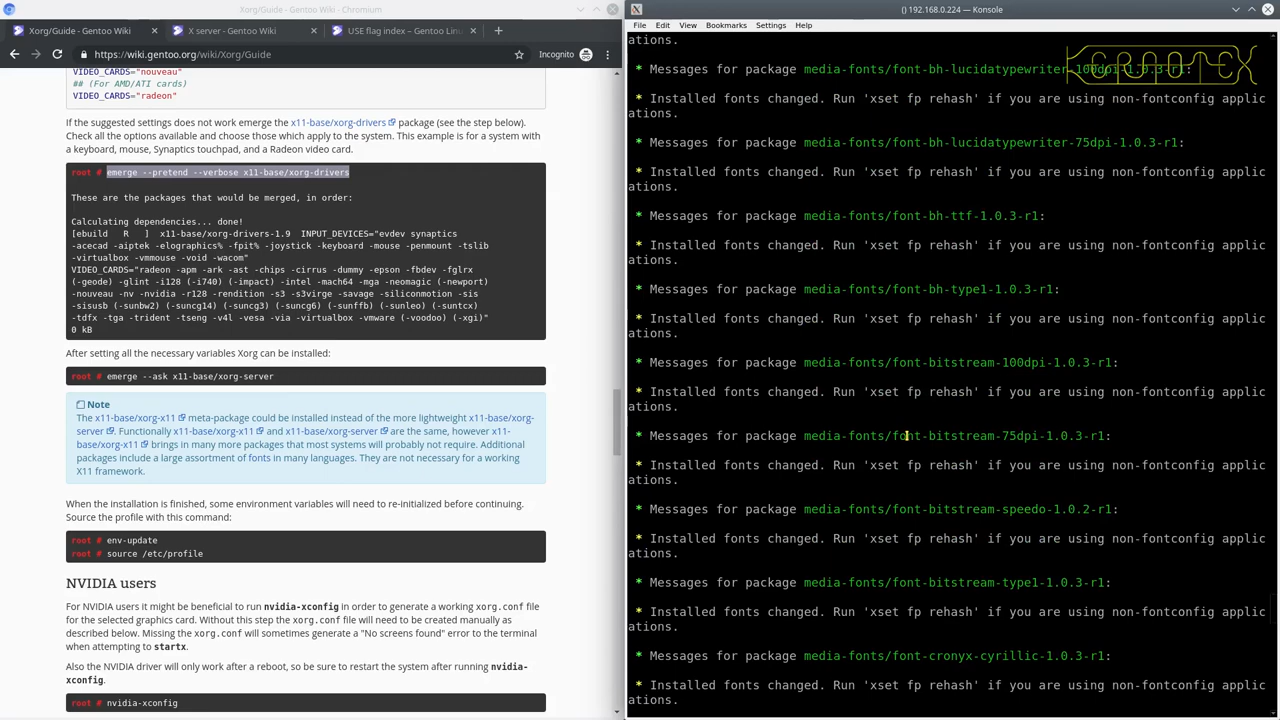 Xorg/Guide - Gentoo Wiki - Chromium
Xorg/Guide - Gentoo Wiki
X server - Gentoo Wiki
USE flag index – Gentoo Lin
https://wiki.gentoo.org/wiki/Xorg/Guide
Incognito
VIDEO_CARDS="nouveau"
## (For AMD/ATI cards)
VIDEO_CARDS="radeon"
If the suggested settings does not work emerge the x11-base/xorg-drivers package (see the step below).
Check all the options available and choose those which apply to the system. This example is for a system with
a keyboard, mouse, Synaptics touchpad, and a Radeon video card.
root # emerge --pretend --verbose x11-base/xorg-drivers
These are the packages that would be merged, in order:
Calculating dependencies... done!
[ebuild   R   ]  x11-base/xorg-drivers-1.9  INPUT_DEVICES="evdev synaptics
-acecad -aiptek -elographics% -fpit% -joystick -keyboard -mouse -penmount -tslib
-virtualbox -vmmouse -void -wacom"
VIDEO_CARDS="radeon -apm -ark -ast -chips -cirrus -dummy -epson -fbdev -fglrx
(-geode) -glint -i128 (-i740) (-impact) -intel -mach64 -mga -neomagic (-newport)
-nouveau -nv -nvidia -r128 -rendition -s3 -s3virge -savage -siliconmotion -sis
-sisusb (-sunbw2) (-suncg14) (-suncg3) (-suncg6) (-sunffb) (-sunleo) (-suntcx)
-tdfx -tga -trident -tseng -v4l -vesa -via -virtualbox -vmware (-voodoo) (-xgi)"
0 kB
After setting all the necessary variables Xorg can be installed:
root # emerge --ask x11-base/xorg-server
Note
The x11-base/xorg-x11 meta-package could be installed instead of the more lightweight x11-base/xorg-
server. Functionally x11-base/xorg-x11 and x11-base/xorg-server are the same, however x11-
base/xorg-x11 brings in many more packages that most systems will probably not require. Additional
packages include a large assortment of fonts in many languages. They are not necessary for a working
X11 framework.
When the installation is finished, some environment variables will need to re-initialized before continuing.
Source the profile with this command:
root # env-update
root # source /etc/profile
NVIDIA users
For NVIDIA users it might be beneficial to run nvidia-xconfig in order to generate a working xorg.conf file
for the selected graphics card. Without this step the xorg.conf file will need to be created manually as
described below. Missing the xorg.conf will sometimes generate a "No screens found" error to the terminal
when attempting to startx.
Also the NVIDIA driver will only work after a reboot, so be sure to restart the system after running nvidia-
xconfig.
root # nvidia-xconfig
() 192.168.0.224 — Konsole
File Edit View Bookmarks Settings Help
ations.
* Messages for package media-fonts/font-bh-lucidatypewriter-100dpi-1.0.3-r1:
* Installed fonts changed. Run 'xset fp rehash' if you are using non-fontconfig applic
ations.
* Messages for package media-fonts/font-bh-lucidatypewriter-75dpi-1.0.3-r1:
* Installed fonts changed. Run 'xset fp rehash' if you are using non-fontconfig applic
ations.
* Messages for package media-fonts/font-bh-ttf-1.0.3-r1:
* Installed fonts changed. Run 'xset fp rehash' if you are using non-fontconfig applic
ations.
* Messages for package media-fonts/font-bh-type1-1.0.3-r1:
* Installed fonts changed. Run 'xset fp rehash' if you are using non-fontconfig applic
ations.
* Messages for package media-fonts/font-bitstream-100dpi-1.0.3-r1:
* Installed fonts changed. Run 'xset fp rehash' if you are using non-fontconfig applic
ations.
* Messages for package media-fonts/font-bitstream-75dpi-1.0.3-r1:
* Installed fonts changed. Run 'xset fp rehash' if you are using non-fontconfig applic
ations.
* Messages for package media-fonts/font-bitstream-speedo-1.0.2-r1:
* Installed fonts changed. Run 'xset fp rehash' if you are using non-fontconfig applic
ations.
* Messages for package media-fonts/font-bitstream-type1-1.0.3-r1:
* Installed fonts changed. Run 'xset fp rehash' if you are using non-fontconfig applic
ations.
* Messages for package media-fonts/font-cronyx-cyrillic-1.0.3-r1:
* Installed fonts changed. Run 'xset fp rehash' if you are using non-fontconfig applic
ations.